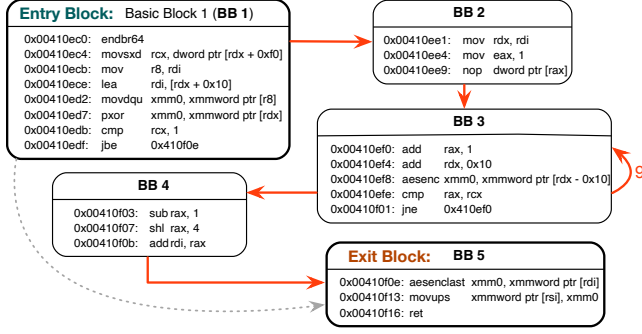 Entry Block: Basic Block 1 (BB 1)
0x00410ec0: endbr64
0x00410ec4: movsxd rcx, dword ptr [rdx + 0xf0]
0x00410ecb: mov r8, rdi
0x00410ece: lea rdi, [rdx + 0x10]
0x00410ed2: movdqu xmm0, xmmword ptr [r8]
0x00410ed7: pxor xmm0, xmmword ptr [rdx]
0x00410edb: cmp rcx, 1
0x00410edf: jbe 0x410f0e
BB 2
0x00410ee1: mov rdx, rdi
0x00410ee4: mov eax, 1
0x00410ee9: nop dword ptr [rax]
BB 3
0x00410ef0: add rax, 1
0x00410ef4: add rdx, 0x10
0x00410ef8: aesenc xmm0, xmmword ptr [rdx - 0x10]
0x00410efe: cmp rax, rcx
0x00410f01: jne 0x410ef0
9
BB 4
0x00410f03: sub rax, 1
0x00410f07: shl rax, 4
0x00410f0b: add rdi, rax
Exit Block: BB 5
0x00410f0e: aesenclast xmm0, xmmword ptr [rdi]
0x00410f13: movups xmmword ptr [rsi], xmm0
0x00410f16: ret